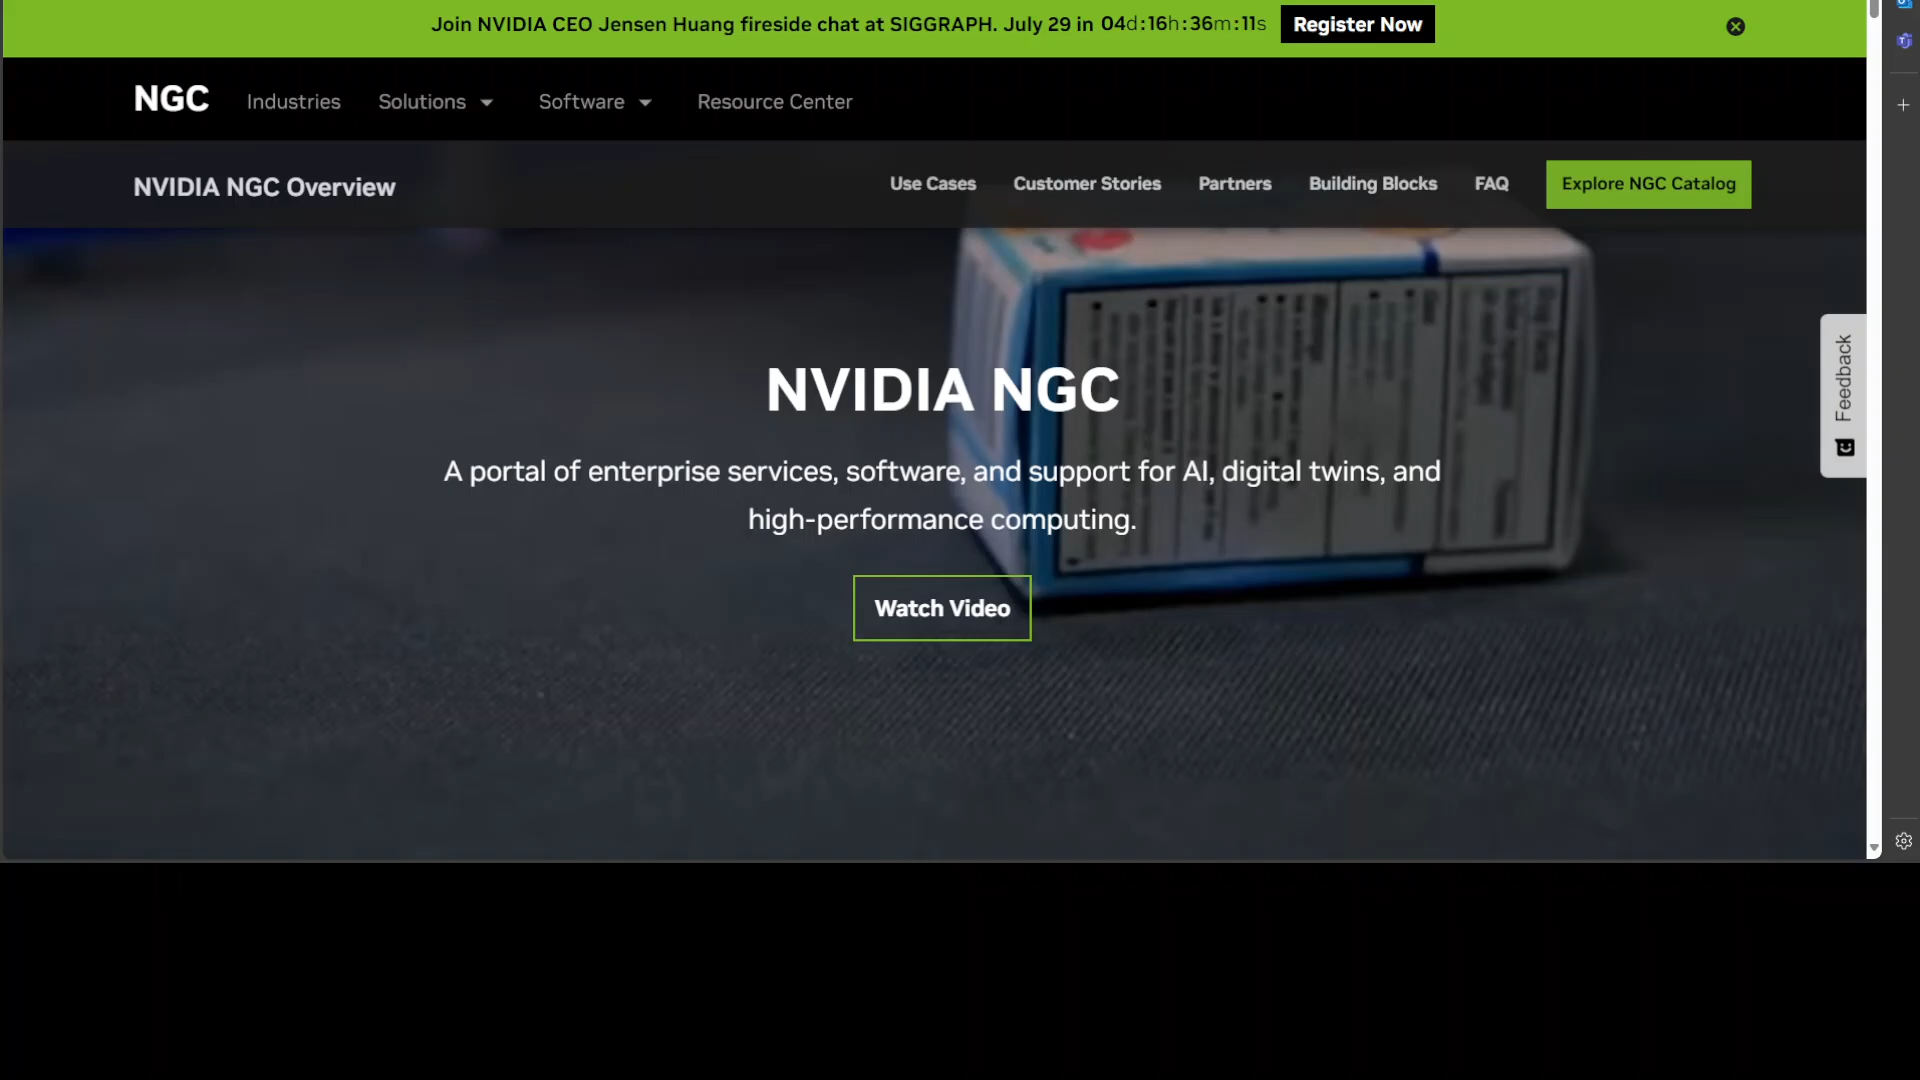 Join NVIDIA CEO Jensen Huang fireside chat at SIGGRAPH. July 29 in 04d:16h:36m:11s Register Now
NGC Industries Solutions Software Resource Center
NVIDIA NGC Overview Use Cases Customer Stories Partners Building Blocks FAQ Explore NGC Catalog
NVIDIA NGC
A portal of enterprise services, software, and support for AI, digital twins, and
high-performance computing.
Watch Video
Feedback